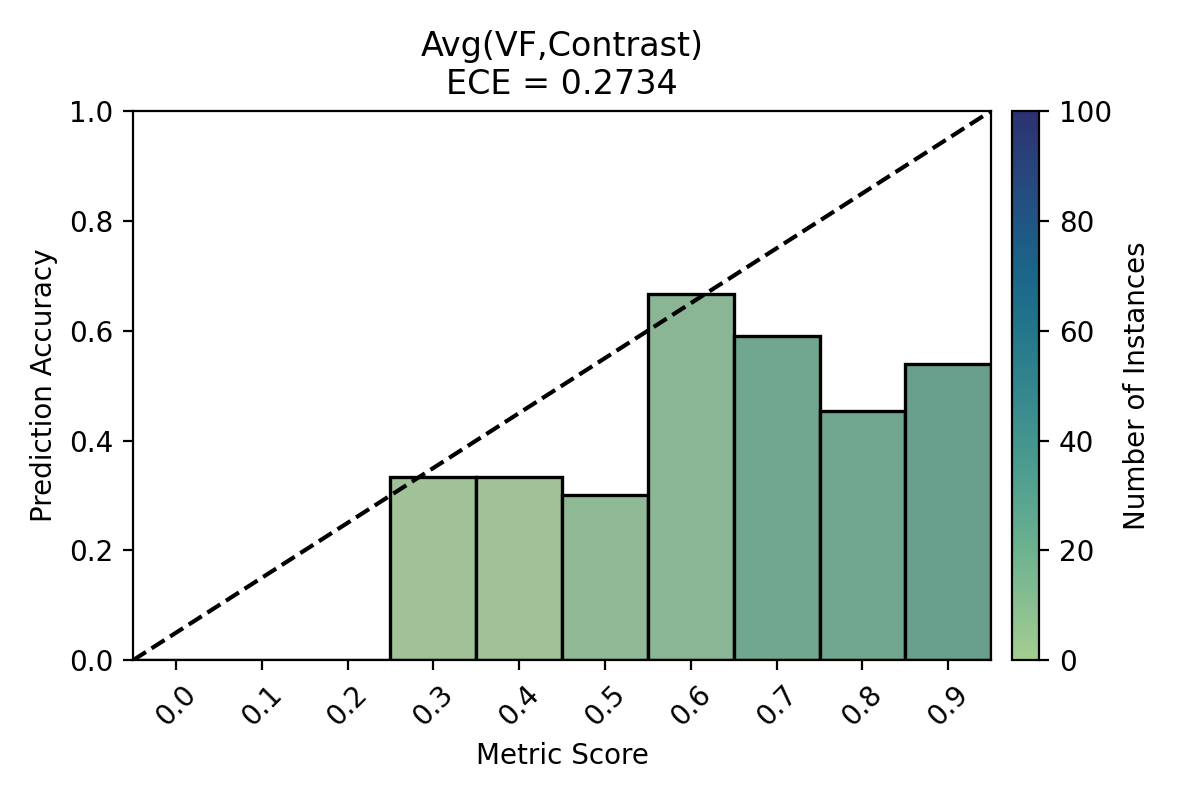 Avg(VF,Contrast)
ECE = 0.2734
1.0
0.8
0.6
0.4
0.2
0.0
Prediction Accuracy
0.0 0.1 0.2 0.3 0.4 0.5 0.6 0.7 0.8 0.9
Metric Score
100
80
60
40
20
0
Number of Instances